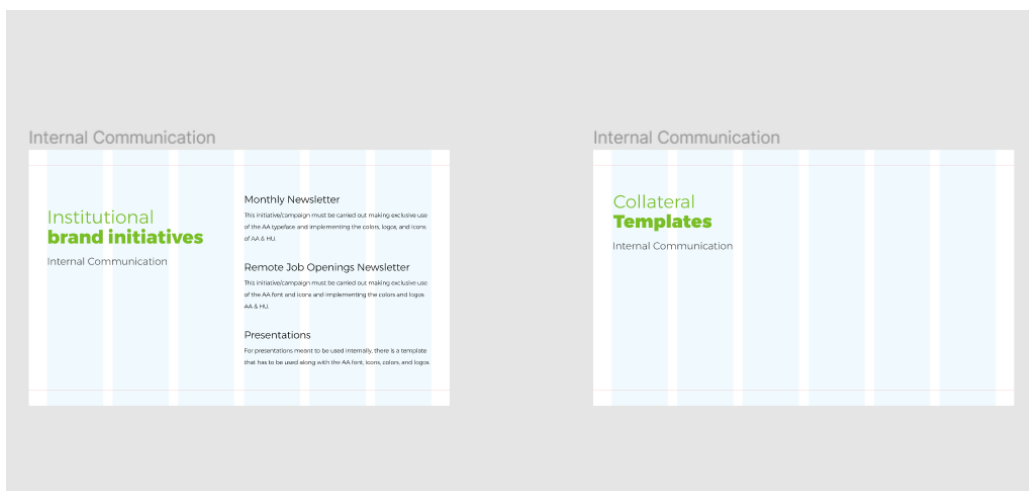 Internal Communication
Institutional
brand initiatives
Internal Communication
Monthly Newsletter
This initiative/campaign must be carried out making exclusive use
of the AA typeface and implementing the colors, logos, and icons
of AA & HU.
Remote Job Openings Newsletter
This initiative/campaign must be carried out making exclusive use
of the AA font and icons and implementing the colors and logos
AA & HU.
Presentations
For presentations meant to be used internally, there is a template
that has to be used along with the AA font, icons, colors, and logos.
Internal Communication
Collateral
Templates
Internal Communication